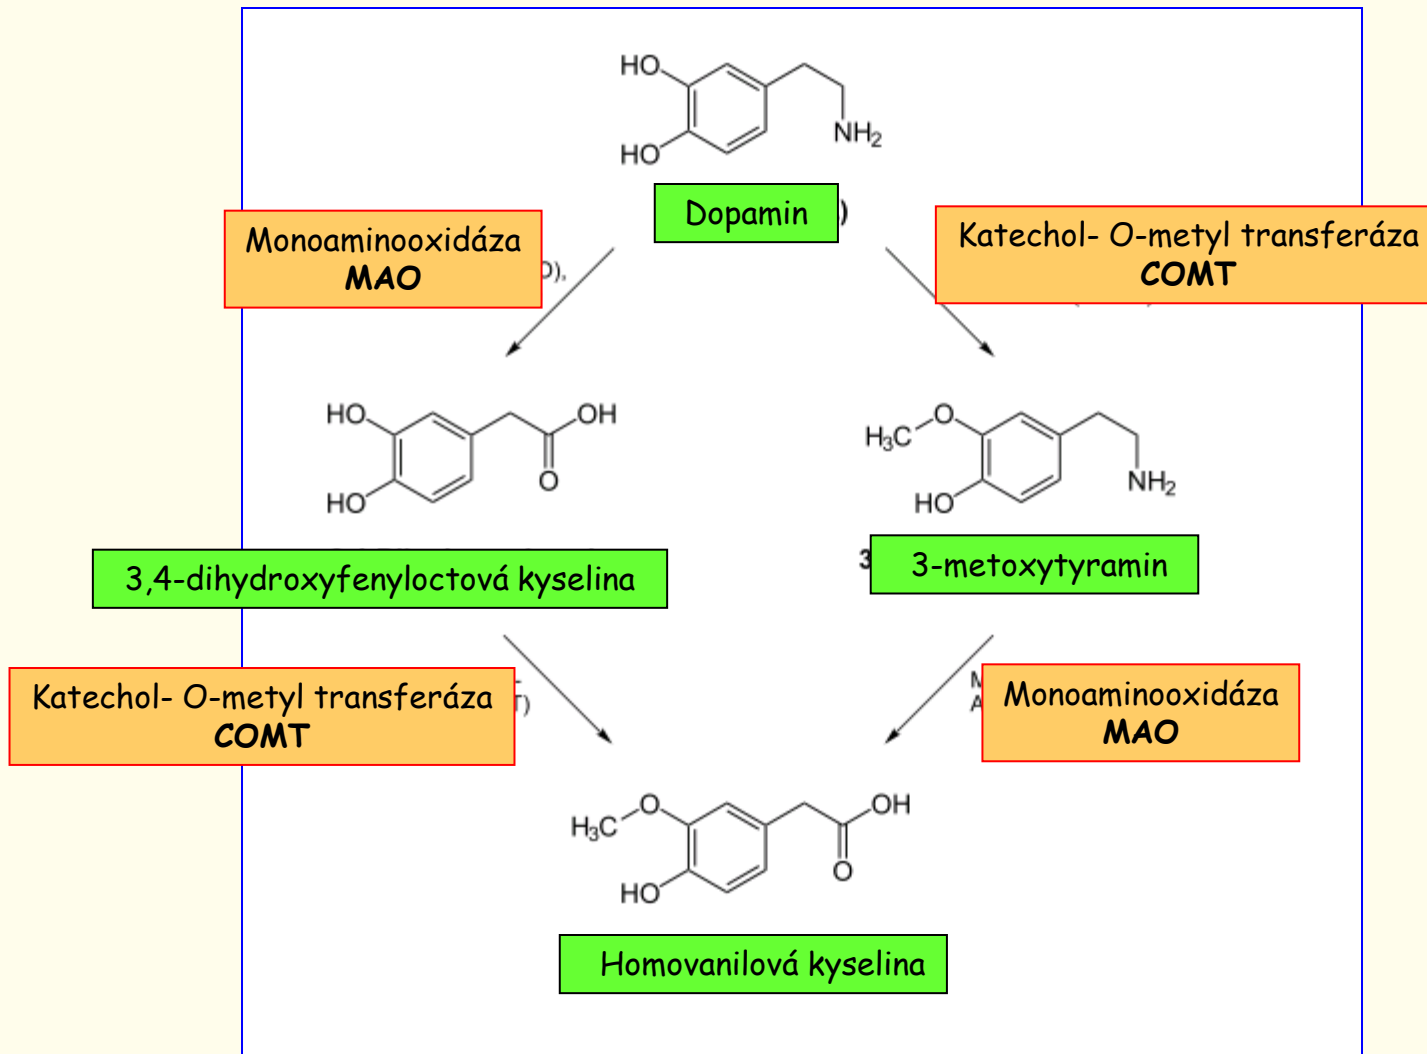 HO
HO
NH2
Dopamin )
Monoaminooxidáza
MAO
O),
Katechol- O-metyl transferáza
COMT
HO
HO
OH
O
H3C
O
HO
NH2
3,4-dihydroxyfenyloctová kyselina
3
3-metoxytyramin
Katechol- O-metyl transferáza
COMT
-
T)
M
A
Monoaminooxidáza
MAO
H3C
O
HO
OH
O
Homovanilová kyselina